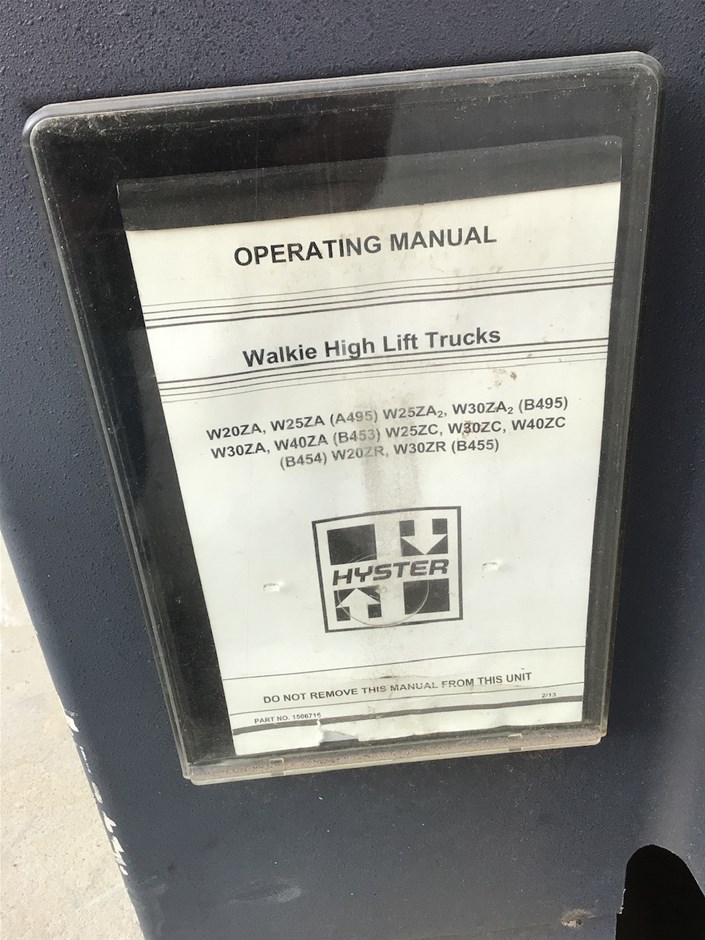 OPERATING MANUAL
Walkie High Lift Trucks
W20ZA, W25ZA (A495) W25ZA₂, W30ZA₂ (B495)
W30ZA, W40ZA (B453) W25ZC, W30ZC, W40ZC
(B454) W20ZR, W30ZR (B455)
HYSTER
DO NOT REMOVE THIS MANUAL FROM THIS UNIT
2/13
PART NO. 1506716